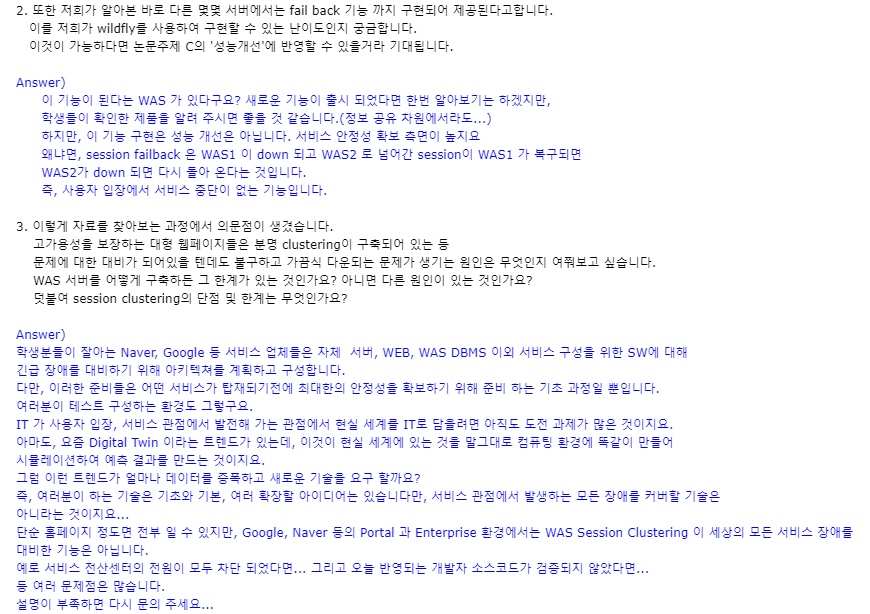 2. 또한 저희가 알아본 바로 다른 몇몇 서버에서는 fail back 기능 까지 구현되어 제공된다고합니다.
이를 저희가 wildfly를 사용하여 구현할 수 있는 난이도인지 궁금합니다.
이것이 가능하다면 논문주제 C의 '성능개선'에 반영할 수 있을거라 기대됩니다.
Answer)
이 기능이 된다는 WAS 가 있다구요? 새로운 기능이 출시 되었다면 한번 알아보기는 하겠지만,
학생들이 확인한 제품을 알려 주시면 좋을 것 같습니다.(정보 공유 차원에서라도...)
하지만, 이 기능 구현은 성능 개선은 아닙니다. 서비스 안정성 확보 측면이 높지요
왜냐면, session failback 은 WAS1 이 down 되고 WAS2 로 넘어간 session이 WAS1 가 복구되면
WAS2가 down 되면 다시 돌아 온다는 것입니다.
즉, 사용자 입장에서 서비스 중단이 없는 기능입니다.
3. 이렇게 자료를 찾아보는 과정에서 의문점이 생겼습니다.
고가용성을 보장하는 대형 웹페이지들은 분명 clustering이 구축되어 있는 등
문제에 대한 대비가 되어있을 텐데도 불구하고 가끔식 다운되는 문제가 생기는 원인은 무엇인지 여쭤보고 싶습니다.
WAS 서버를 어떻게 구축하든 그 한계가 있는 것인가요? 아니면 다른 원인이 있는 것인가요?
덧붙여 session clustering의 단점 및 한계는 무엇인가요?
Answer)
학생분들이 잘아는 Naver, Google 등 서비스 업체들은 자체 서버, WEB, WAS DBMS 이외 서비스 구성을 위한 SW에 대해
긴급 장애를 대비하기 위해 아키텍쳐를 계획하고 구성합니다.
다만, 이러한 준비들은 어떤 서비스가 탑재되기전에 최대한의 안정성을 확보하기 위해 준비 하는 기초 과정일 뿐입니다.
여러분이 테스트 구성하는 환경도 그렇구요.
IT 가 사용자 입장, 서비스 관점에서 발전해 가는 관점에서 현실 세계를 IT로 담을려면 아직도 도전 과제가 많은 것이지요.
아마도, 요즘 Digital Twin 이라는 트렌드가 있는데, 이것이 현실 세계에 있는 것을 말그대로 컴퓨팅 환경에 똑같이 만들어
시뮬레이션하여 예측 결과를 만드는 것이지요.
그럼 이런 트렌드가 얼마나 데이터를 증폭하고 새로운 기술을 요구 할까요?
즉, 여러분이 하는 기술은 기초와 기본, 여러 확장할 아이디어는 있습니다만, 서비스 관점에서 발생하는 모든 장애를 커버할 기술은
아니라는 것이지요...
단순 홈페이지 정도면 전부 일 수 있지만, Google, Naver 등의 Portal 과 Enterprise 환경에서는 WAS Session Clustering 이 세상의 모든 서비스 장애를
대비한 기능은 아닙니다.
예로 서비스 전산센터의 전원이 모두 차단 되었다면... 그리고 오늘 반영되는 개발자 소스코드가 검증되지 않았다면...
등 여러 문제점은 많습니다.
설명이 부족하면 다시 문의 주세요...